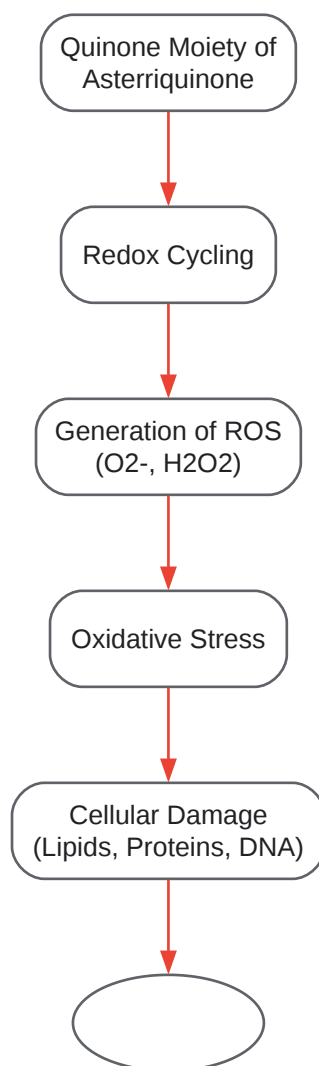 Quinone Moiety of
Asterriquinone
Redox Cycling
Generation of ROS
(O2-, H2O2)
Oxidative Stress
Cellular Damage
(Lipids, Proteins, DNA)